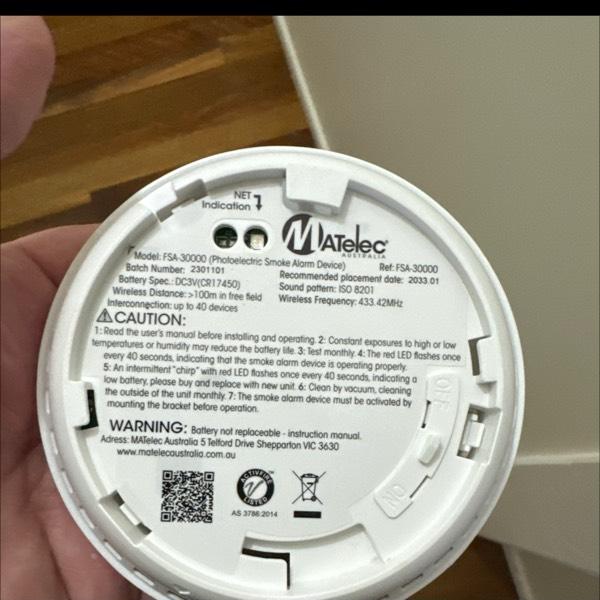 NET
Indication
MATelec
AUSTRALIA
Model: FSA-30000 (Photoelectric Smoke Alarm Device)
Ref: FSA-30000
Batch Number: 2301101
Recommended placement date: 2033.01
Battery Spec.: DC3V(CR17450)
Sound pattern: ISO 8201
Wireless Distance: >100m in free field
Wireless Frequency: 433.42MHz
Interconnection: up to 40 devices
CAUTION:
1: Read the user's manual before installing and operating. 2: Constant exposures to high or low
temperatures or humidity may reduce the battery life. 3: Test monthly. 4: The red LED flashes once
every 40 seconds, indicating that the smoke alarm device is operating properly.
5: An intermittent "chirp" with red LED flashes once every 40 seconds, indicating a
low battery, please buy and replace with new unit. 6: Clean by vacuum, cleaning
the outside of the unit monthly. 7: The smoke alarm device must be activated by
mounting the bracket before operation.
WARNING: Battery not replaceable - instruction manual.
Adress: MATelec Australia 5 Telford Drive Shepparton VIC 3630
www.matelecaustralia.com.au
OFF
ON
ACTIVFIRE
LISTED
AS 3786:2014